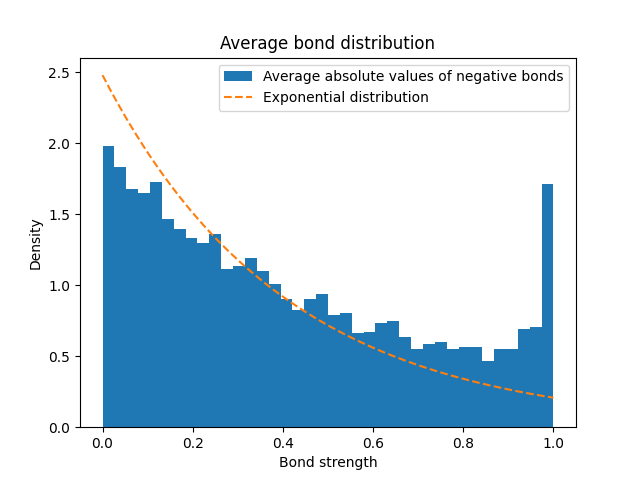 Average bond distribution
Average absolute values of negative bonds
Exponential distribution
Density
2.5
2.0
1.5
1.0
0.5
0.0
0.0 0.2 0.4 0.6 0.8 1.0
Bond strength